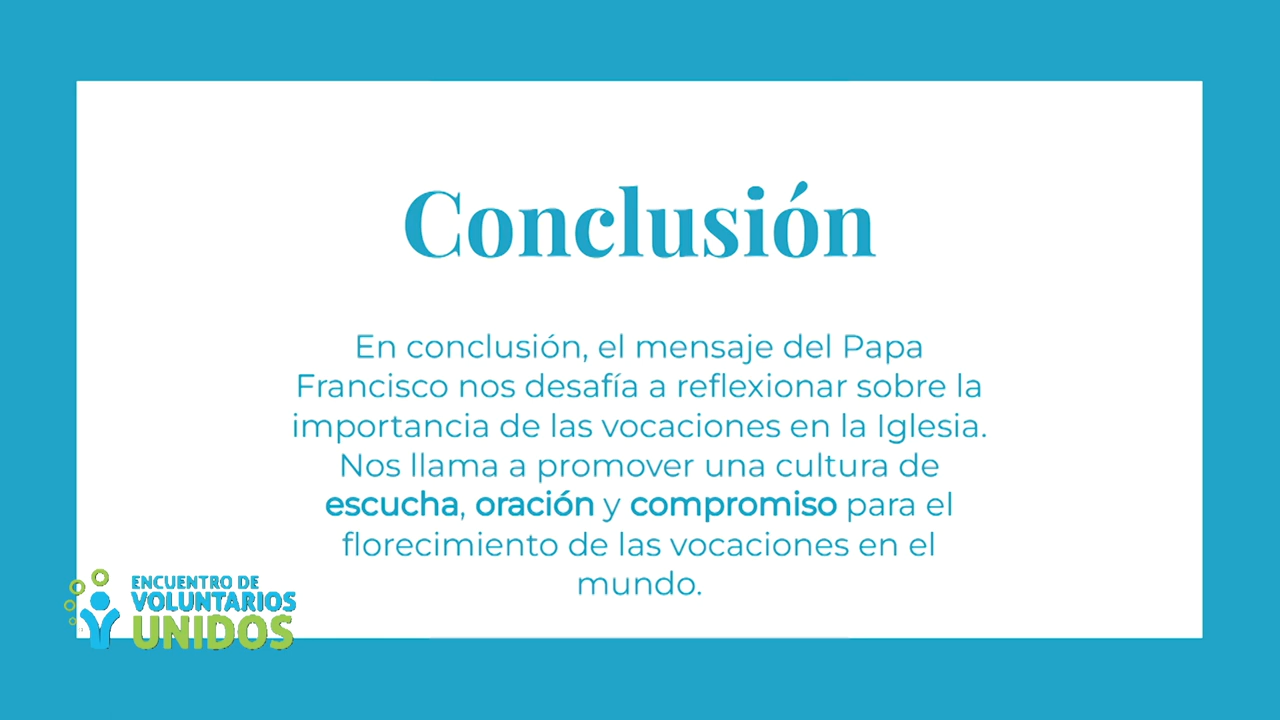 Conclusión
En conclusión, el mensaje del Papa
Francisco nos desafía a reflexionar sobre la
importancia de las vocaciones en la Iglesia.
Nos llama a promover una cultura de
escucha, oración y compromiso para el
florecimiento de las vocaciones en el
mundo.
ENCUENTRO DE
VOLUNTARIOS
UNIDOS